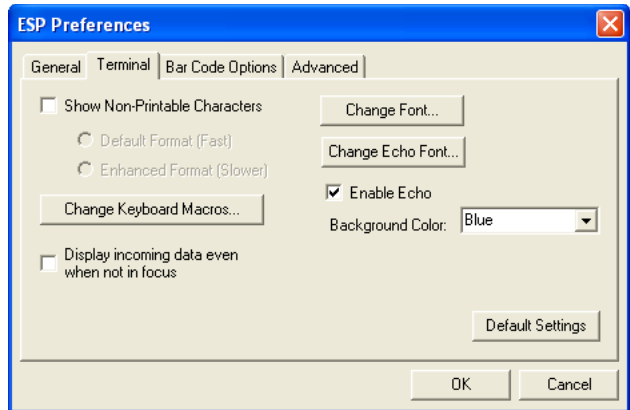 ESP Preferences
General Terminal Bar Code Options Advanced
Show Non-Printable Characters
Default Format (Fast)
Enhanced Format (Slower)
Change Keyboard Macros...
Display incoming data even
when not in focus
Change Font...
Change Echo Font...
Enable Echo
Background Color: Blue
Default Settings
OK Cancel